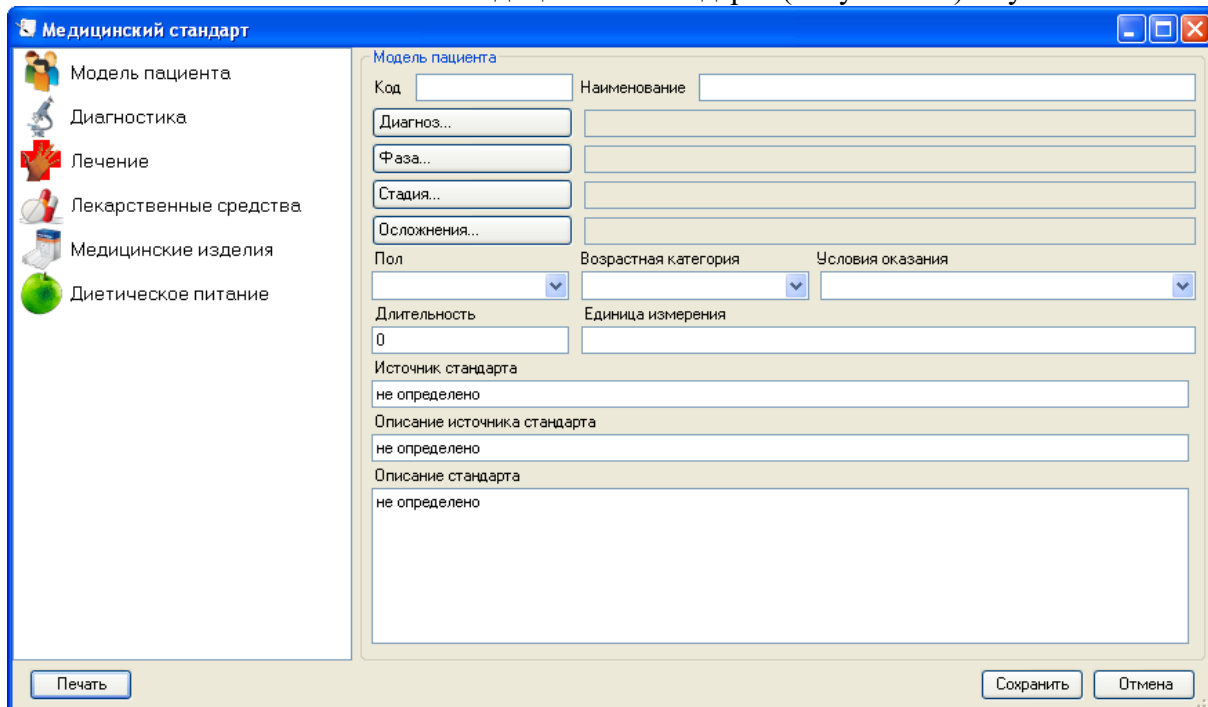 Медицинский стандарт
Модель пациента
Диагностика
Лечение
Лекарственные средства
Медицинские изделия
Диетическое питание
Модель пациента
Код Наименование
Диагноз...
Фаза...
Стадия...
Осложнения...
Пол Возрастная категория Условия оказания
Длительность Единица измерения
0
Источник стандарта
не определено
Описание источника стандарта
не определено
Описание стандарта
не определено
Печать Сохранить Отмена